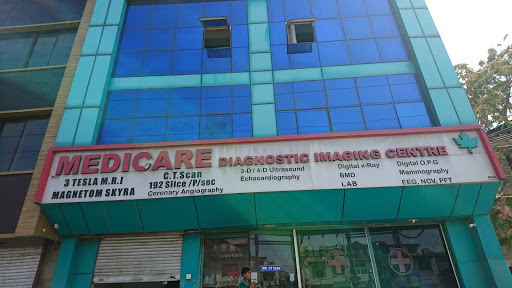 MEDICARE DIAGNOSTIC IMAGING CENTRE
3 TESLA M.R.I
MAGNETOM SKYRA
C.T.Scan
192 Slice /P/sec
Coronary Angiography
3-D / 4-D Ultrasound
Echocardiography
Digital x-Ray
BMD
LAB
Digital O.P.G
Mammography
EEG, NCV, PFT